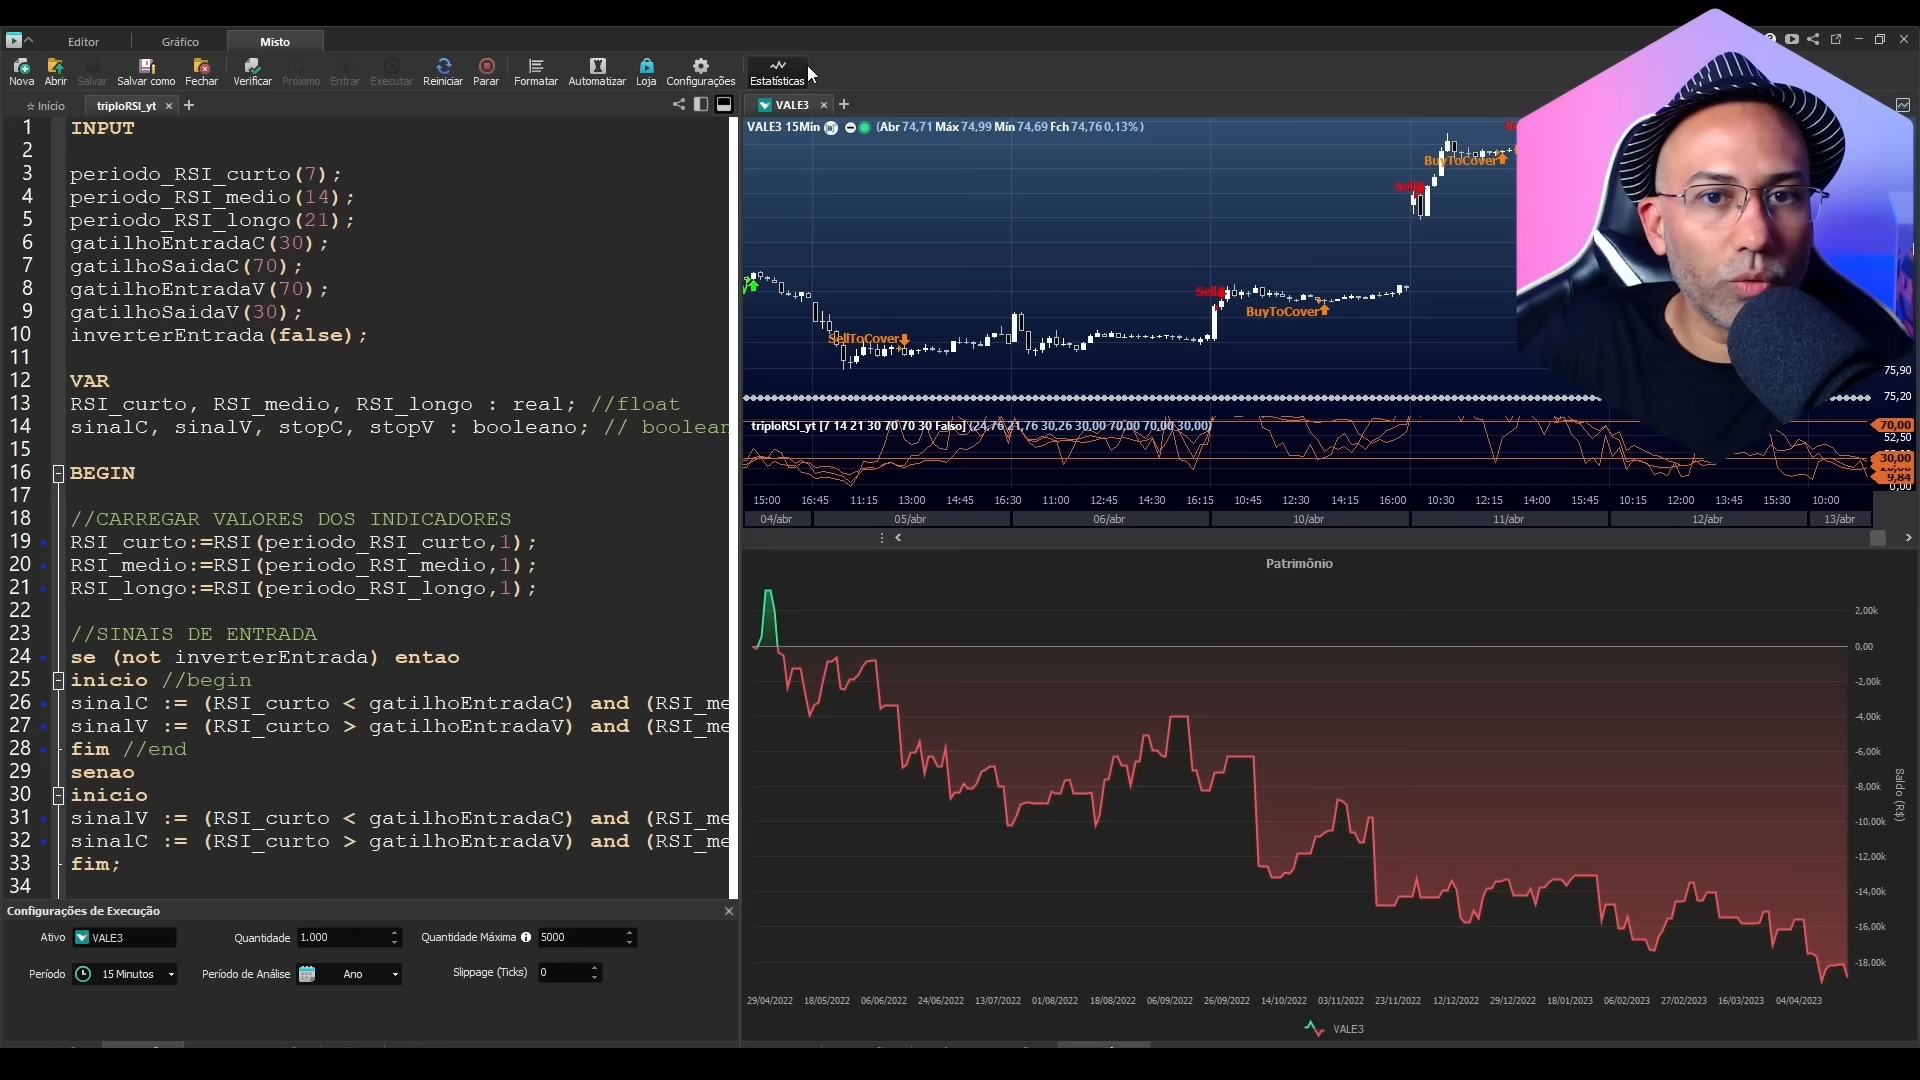 Editor
Gráfico
Misto
Nova
Abrir
Salvar
Salvar como
Fechar
Verificar
Próximo
Entrar
Executar
Reiniciar
Parar
Formatar
Automatizar
Loja
Configurações
Estatísticas
Início
triploRSI_yt
VALE3
1 INPUT
2
3 periodo_RSI_curto(7);
4 periodo_RSI_medio(14);
5 periodo_RSI_longo(21);
6 gatilhoEntradaC(30);
7 gatilhoSaidaC(70);
8 gatilhoEntradaV(70);
9 gatilhoSaidaV(30);
10 inverterEntrada(false);
11
12 VAR
13 RSI_curto, RSI_medio, RSI_longo : real; //float
14 sinalC, sinalV, stopC, stopV : booleano; // boolean
15
16 BEGIN
17
18 //CARREGAR VALORES DOS INDICADORES
19 RSI_curto:=RSI(periodo_RSI_curto,1);
20 RSI_medio:=RSI(periodo_RSI_medio,1);
21 RSI_longo:=RSI(periodo_RSI_longo,1);
22
23 //SINAIS DE ENTRADA
24 se (not inverterEntrada) entao
25 inicio //begin
26 sinalC := (RSI_curto < gatilhoEntradaC) and (RSI_me
27 sinalV := (RSI_curto > gatilhoEntradaV) and (RSI_me
28 fim //end
29 senao
30 inicio
31 sinalV := (RSI_curto < gatilhoEntradaC) and (RSI_me
32 sinalC := (RSI_curto > gatilhoEntradaV) and (RSI_me
33 fim;
34
Configurações de Execução
Ativo VALE3
Quantidade 1.000
Quantidade Máxima 5000
Período 15 Minutos
Período de Análise Ano
Slippage (Ticks) 0
VALE3 15Min (Abr 74,71 Máx 74,99 Mín 74,69 Fch 74,76 0,13%)
BuyToCover
Sell
Sell
BuyToCover
SellToCover
75,90
75,20
triploRSI_yt [7 14 21 30 70 70 30 Falso] (24,76 21,76 30,26 30,00 70,00 70,00 30,00)
70,00
52,50
30,00
9,84
0,00
15:00 16:45 11:15 13:00 14:45 16:30 11:00 12:45 14:30 16:15 10:45 12:30 14:15 16:00 10:30 12:15 14:00 15:45 10:15 12:00 13:45 15:30 10:00
04/abr 05/abr 06/abr 10/abr 11/abr 12/abr 13/abr
Patrimônio
2,00k
0,00
-2,00k
-4,00k
-6,00k
-8,00k
-10,00k
-12,00k
-14,00k
-16,00k
-18,00k
Saldo (R$)
29/04/2022 18/05/2022 06/06/2022 24/06/2022 13/07/2022 01/08/2022 18/08/2022 06/09/2022 26/09/2022 14/10/2022 03/11/2022 23/11/2022 12/12/2022 29/12/2022 18/01/2023 06/02/2023 27/02/2023 16/03/2023 04/04/2023
VALE3